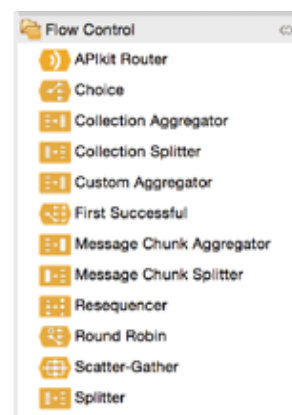 Flow Control
APIkit Router
Choice
Collection Aggregator
Collection Splitter
Custom Aggregator
First Successful
Message Chunk Aggregator
Message Chunk Splitter
Resequencer
Round Robin
Scatter-Gather
Splitter